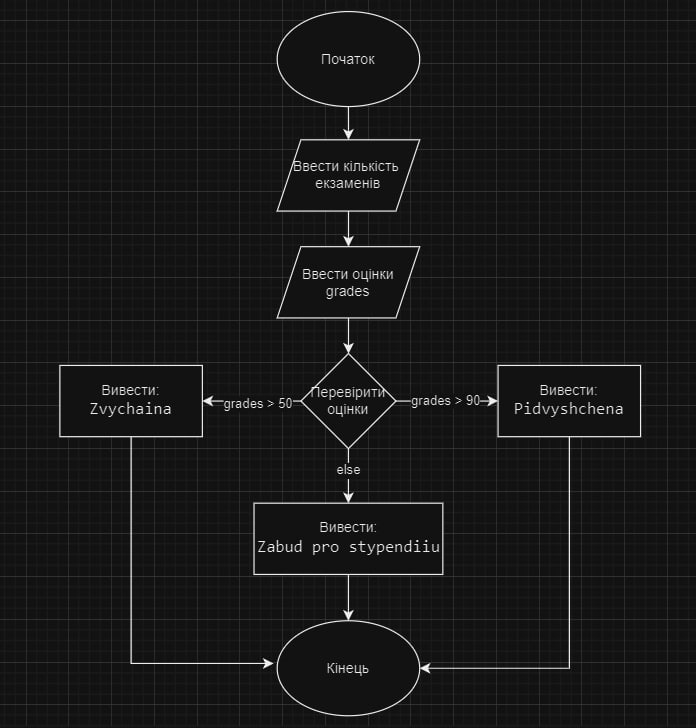 Початок
Ввести кількість
екзаменів
Ввести оцінки
grades
Перевірити
оцінки
grades > 50
grades > 90
Вивести:
Zvychaina
Вивести:
Pidvyshchena
else
Вивести:
Zabud pro stypendiiu
Кінець